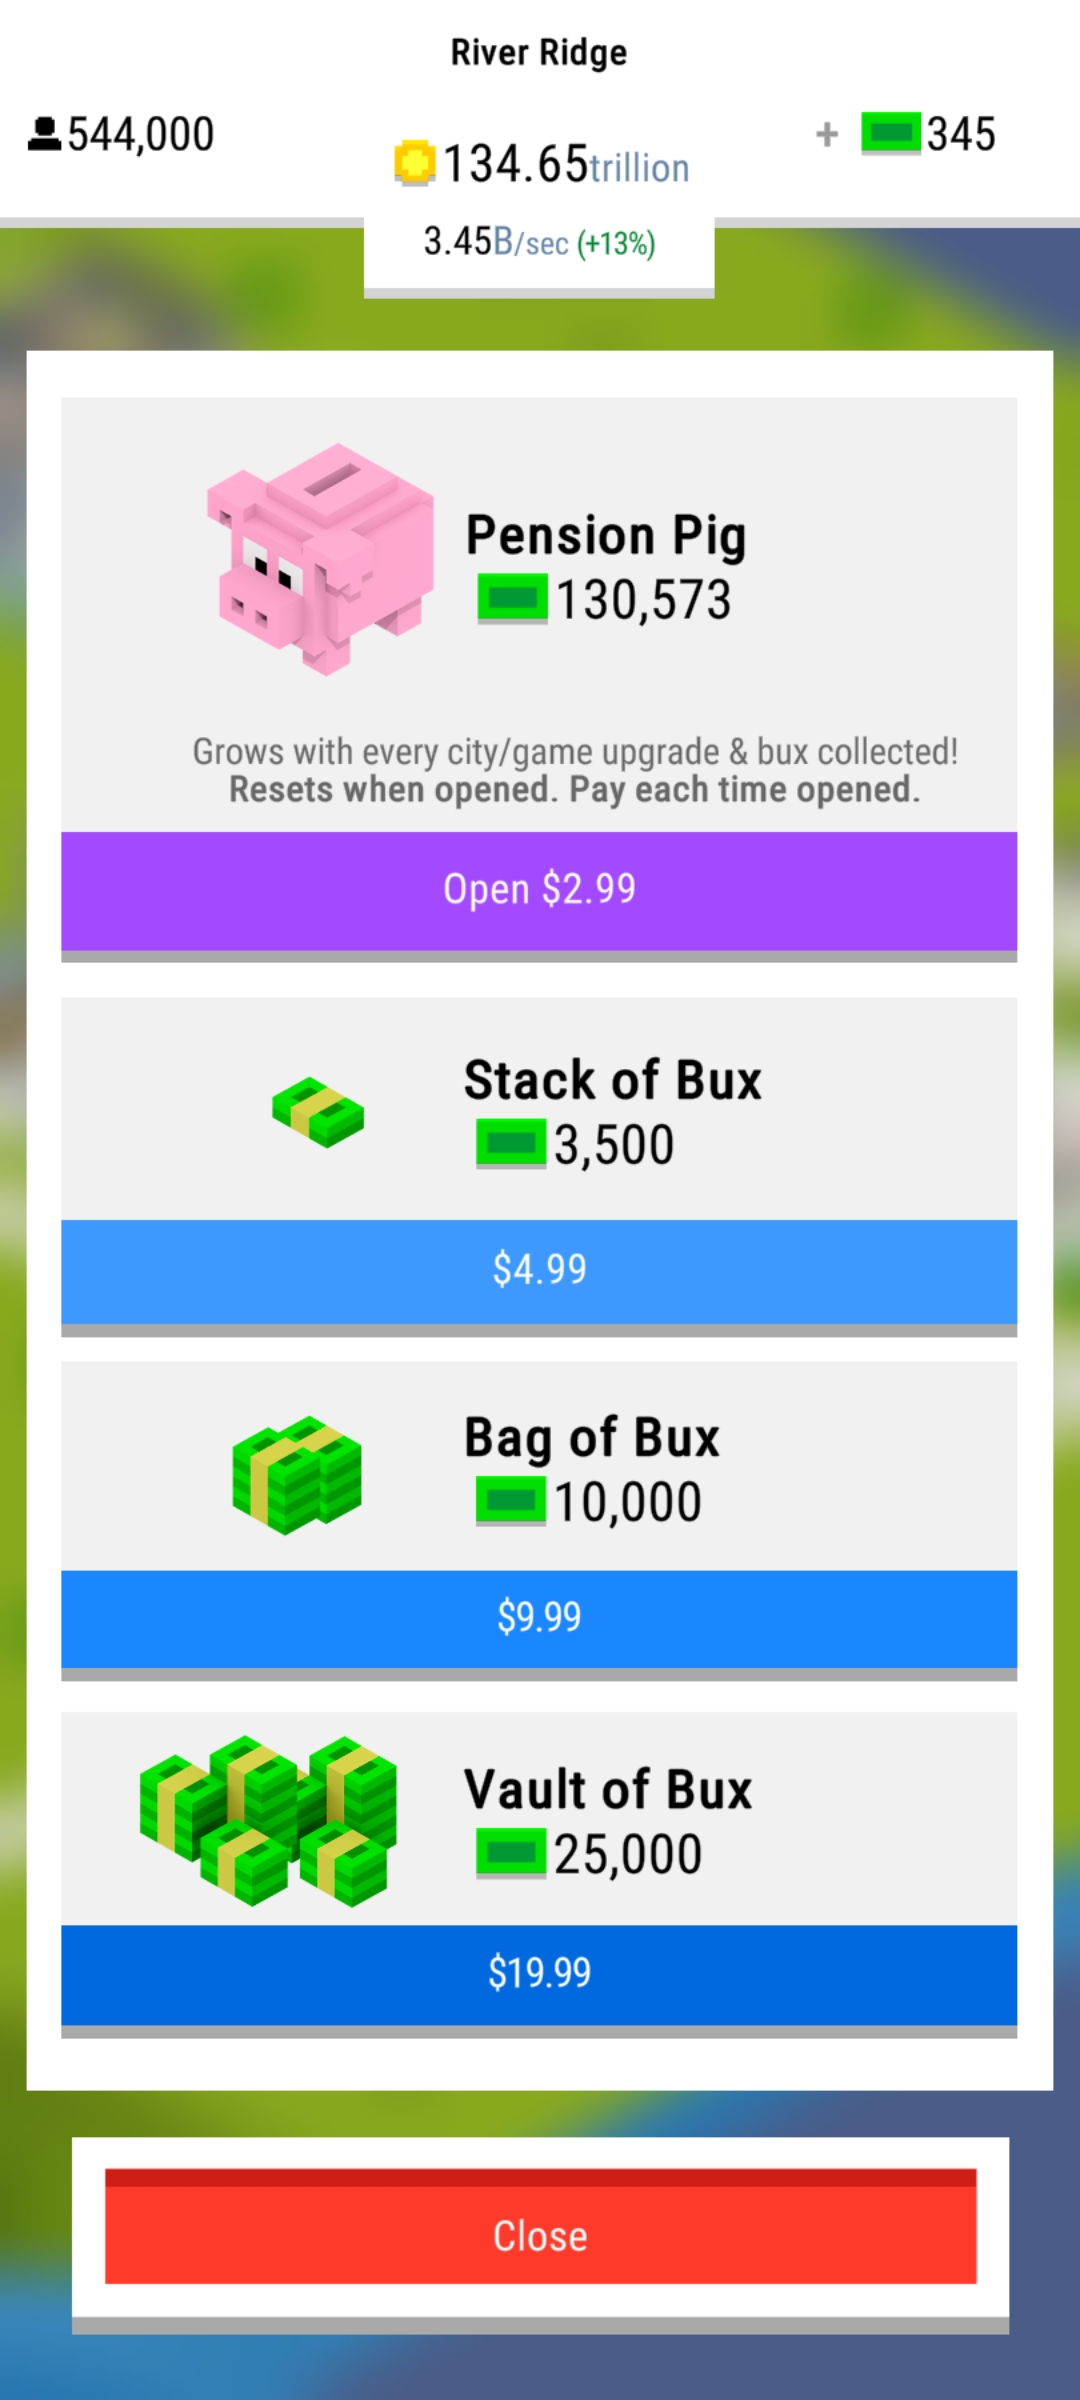 River Ridge
544,000
134.65trillion
+ 345
3.45B/sec (+13%)
Pension Pig
130,573
Grows with every city/game upgrade & bux collected!
Resets when opened. Pay each time opened.
Open $2.99
Stack of Bux
3,500
$4.99
Bag of Bux
10,000
$9.99
Vault of Bux
25,000
$19.99
Close